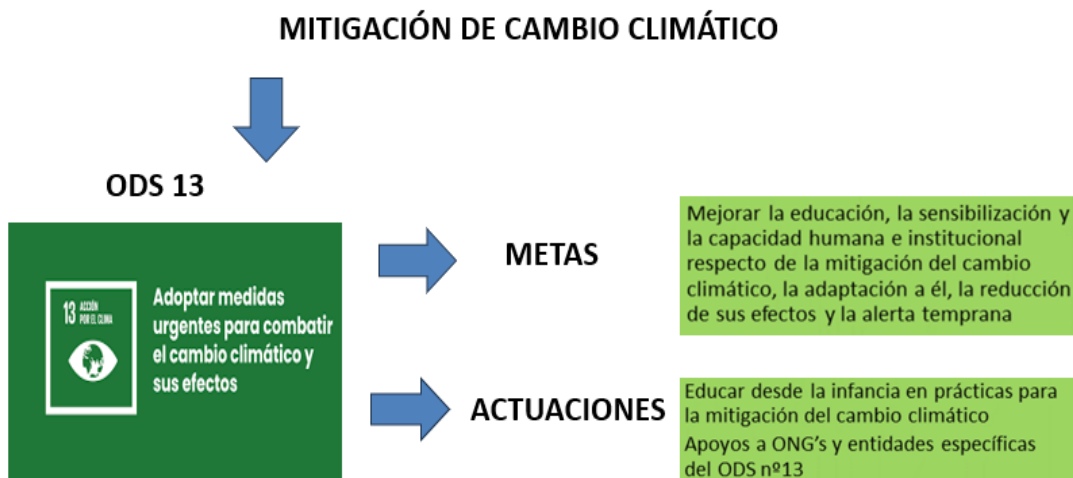 MITIGACIÓN DE CAMBIO CLIMÁTICO
ODS 13
13 ACCIÓN
POR EL CLIMA
Adoptar medidas
urgentes para combatir
el cambio climático y
sus efectos
METAS
Mejorar la educación, la sensibilización y
la capacidad humana e institucional
respecto de la mitigación del cambio
climático, la adaptación a él, la reducción
de sus efectos y la alerta temprana
ACTUACIONES
Educar desde la infancia en prácticas para
la mitigación del cambio climático
Apoyos a ONG's y entidades específicas
del ODS nº13